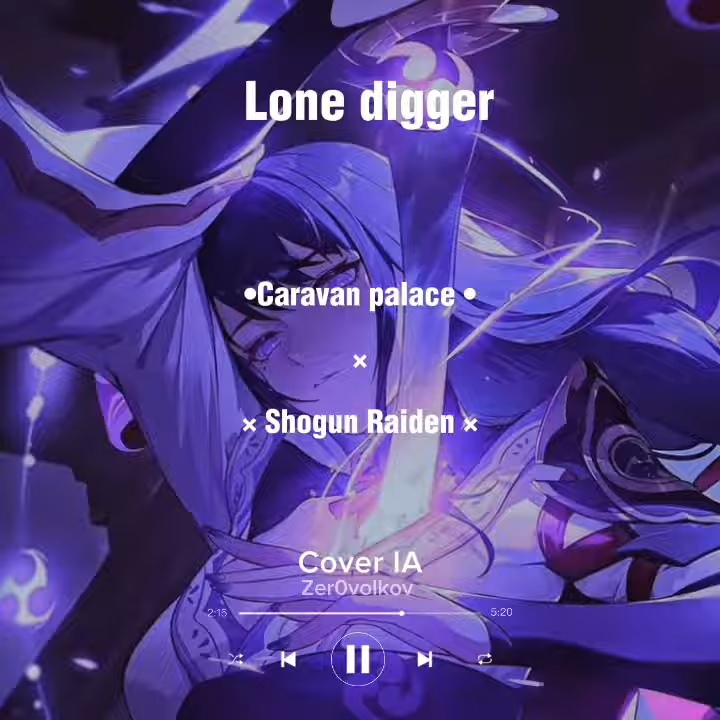 Lone digger
•Caravan palace •
×
× Shogun Raiden ×
Cover IA
Zer0volkov
2:15 5:20